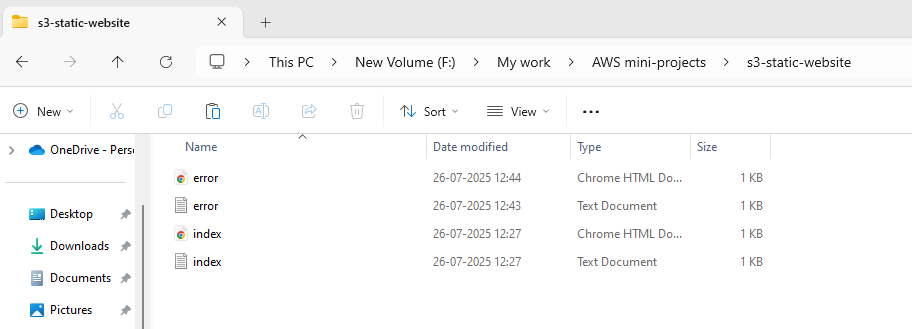 s3-static-website
This PC New Volume (F:) My work AWS mini-projects s3-static-website
New Sort View
Name Date modified Type Size
OneDrive - Pers
error 26-07-2025 12:44 Chrome HTML Do... 1 KB
error 26-07-2025 12:43 Text Document 1 KB
Desktop
index 26-07-2025 12:27 Chrome HTML Do... 1 KB
Downloads
index 26-07-2025 12:27 Text Document 1 KB
Documents
Pictures